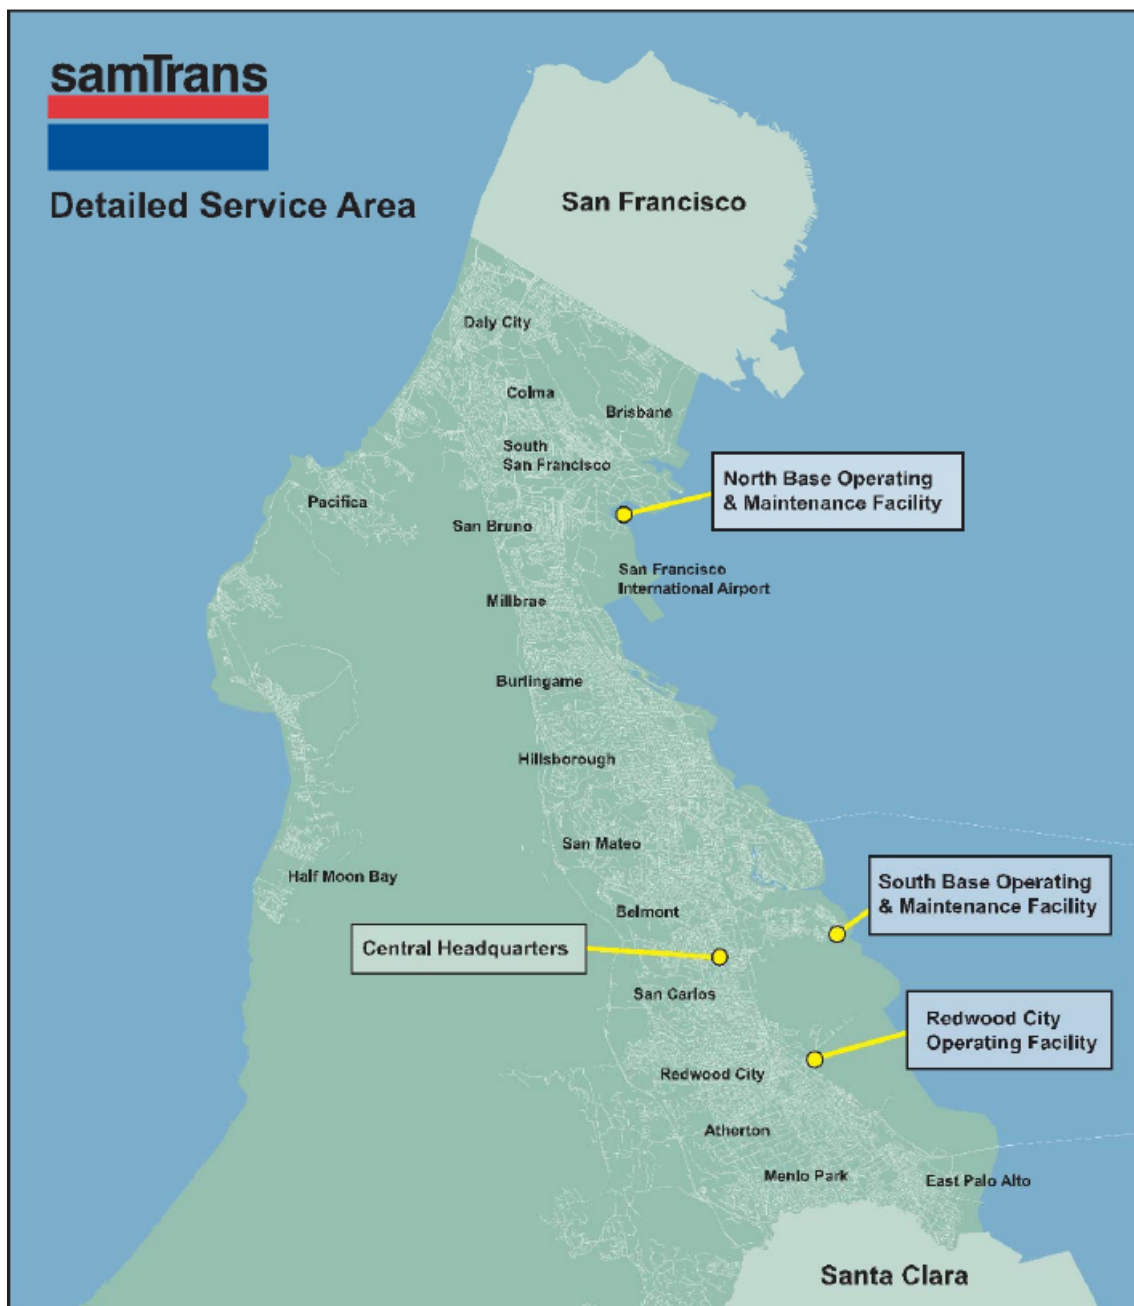 samTrans
Detailed Service Area
San Francisco
Daly City
Colma
Brisbane
South
San Francisco
North Base Operating
& Maintenance Facility
Pacifica
San Bruno
San Francisco
International Airport
Millbrae
Burlingame
Hillsborough
San Mateo
Half Moon Bay
South Base Operating
& Maintenance Facility
Belmont
Central Headquarters
San Carlos
Redwood City
Operating Facility
Redwood City
Atherton
Menlo Park
East Palo Alto
Santa Clara